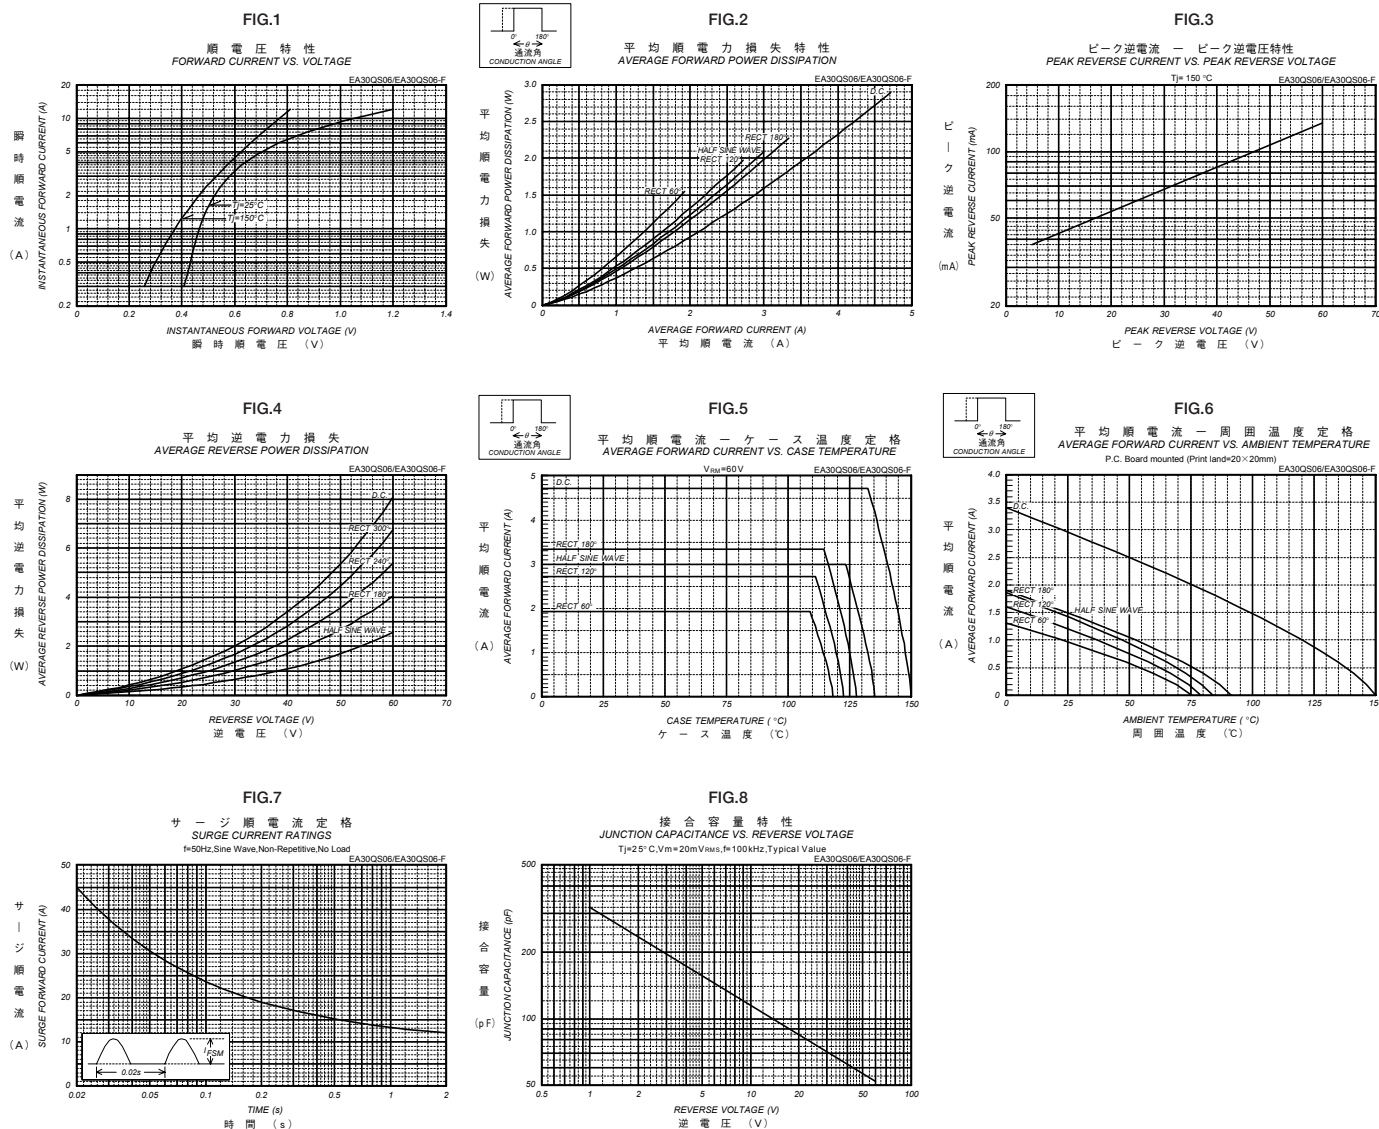 FIG.1
順電圧特性
FORWARD CURRENT VS. VOLTAGE
EA30QS06/EA30QS06-F
瞬時順電流 (A)
INSTANTANEOUS FORWARD CURRENT (A)
20
10
5
2
1
0.5
0.2
Tj=25°C
Tj=150°C
0 0.2 0.4 0.6 0.8 1.0 1.2 1.4
INSTANTANEOUS FORWARD VOLTAGE (V)
瞬時順電圧 (V)
0° 180°
θ
通流角
CONDUCTION ANGLE
FIG.2
平均順電力損失特性
AVERAGE FORWARD POWER DISSIPATION
EA30QS06/EA30QS06-F
平均順電力損失 (W)
AVERAGE FORWARD POWER DISSIPATION (W)
3.0
2.5
2.0
1.5
1.0
0.5
0
D.C.
RECT 180°
HALF SINE WAVE
RECT 120°
RECT 60°
0 1 2 3 4 5
AVERAGE FORWARD CURRENT (A)
平均順電流 (A)
FIG.3
ピーク逆電流 － ピーク逆電圧特性
PEAK REVERSE CURRENT VS. PEAK REVERSE VOLTAGE
Tj= 150 °C
EA30QS06/EA30QS06-F
ピーク逆電流 (mA)
PEAK REVERSE CURRENT (mA)
200
100
50
20
0 10 20 30 40 50 60 70
PEAK REVERSE VOLTAGE (V)
ピーク逆電圧 (V)
FIG.4
平均逆電力損失
AVERAGE REVERSE POWER DISSIPATION
EA30QS06/EA30QS06-F
平均逆電力損失 (W)
AVERAGE REVERSE POWER DISSIPATION (W)
8
6
4
2
0
D.C.
RECT 300°
RECT 240°
RECT 180°
HALF SINE WAVE
0 10 20 30 40 50 60 70
REVERSE VOLTAGE (V)
逆電圧 (V)
0° 180°
θ
通流角
CONDUCTION ANGLE
FIG.5
平均順電流－ケース温度定格
AVERAGE FORWARD CURRENT VS. CASE TEMPERATURE
VRM=60V
EA30QS06/EA30QS06-F
平均順電流 (A)
AVERAGE FORWARD CURRENT (A)
5
4
3
2
1
0
D.C.
RECT 180°
HALF SINE WAVE
RECT 120°
RECT 60°
0 25 50 75 100 125 150
CASE TEMPERATURE ( °C)
ケース温度 (℃)
0° 180°
θ
通流角
CONDUCTION ANGLE
FIG.6
平均順電流－周囲温度定格
AVERAGE FORWARD CURRENT VS. AMBIENT TEMPERATURE
P.C. Board mounted (Print land=20×20mm)
EA30QS06/EA30QS06-F
平均順電流 (A)
AVERAGE FORWARD CURRENT (A)
4.0
3.5
3.0
2.5
2.0
1.5
1.0
0.5
0
D.C.
RECT 180°
RECT 120°
HALF SINE WAVE
RECT 60°
0 25 50 75 100 125 150
AMBIENT TEMPERATURE ( °C)
周囲温度 (℃)
FIG.7
サージ順電流定格
SURGE CURRENT RATINGS
f=50Hz,Sine Wave,Non-Repetitive,No Load
EA30QS06/EA30QS06-F
サージ順電流 (A)
SURGE FORWARD CURRENT (A)
50
40
30
20
10
0
IFSM
0.02s
0.02 0.05 0.1 0.2 0.5 1 2
TIME (s)
時間 (s)
FIG.8
接合容量特性
JUNCTION CAPACITANCE VS. REVERSE VOLTAGE
Tj=25°C,Vm=20mVRMS,f=100kHz,Typical Value
EA30QS06/EA30QS06-F
接合容量 (pF)
JUNCTION CAPACITANCE (pF)
500
200
100
50
0.5 1 2 5 10 20 50 100
REVERSE VOLTAGE (V)
逆電圧 (V)